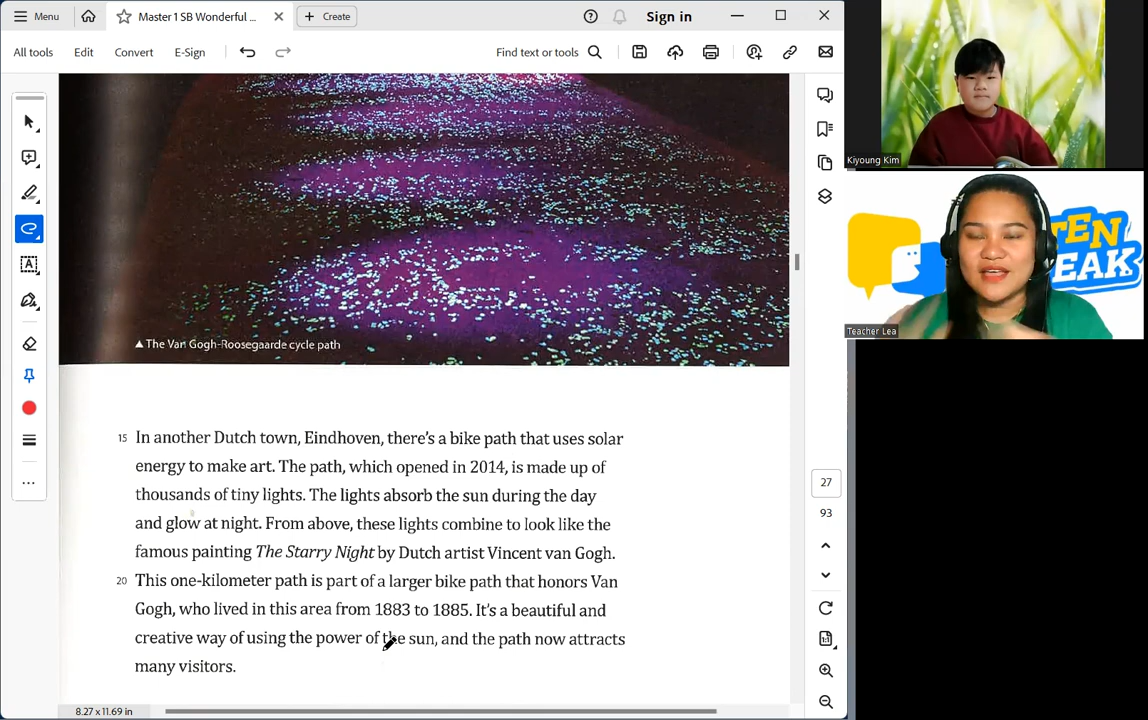 Menu
Master 1 SB Wonderful ...
Create
Sign in
All tools
Edit
Convert
E-Sign
Find text or tools
Kiyoung Kim
TEN
EAK
Teacher Lea
▲ The Van Gogh-Roosegaarde cycle path
15 In another Dutch town, Eindhoven, there's a bike path that uses solar
energy to make art. The path, which opened in 2014, is made up of
thousands of tiny lights. The lights absorb the sun during the day
and glow at night. From above, these lights combine to look like the
famous painting The Starry Night by Dutch artist Vincent van Gogh.
20 This one-kilometer path is part of a larger bike path that honors Van
Gogh, who lived in this area from 1883 to 1885. It's a beautiful and
creative way of using the power of the sun, and the path now attracts
many visitors.
27
93
8.27 x 11.69 in